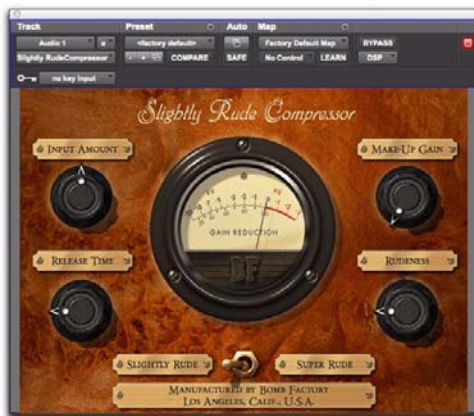 Track Preset Auto Map
Audio 1 a <factory default> Factory Default Map BYPASS
Slightly RudeCompressor - + COMPARE SAFE No Control LEARN DSP
no key input
Slightly Rude Compressor
INPUT AMOUNT
MAKE-UP GAIN
VU VU
GAIN REDUCTION
BF
RELEASE TIME
RUDENESS
SLIGHTLY RUDE
SUPER RUDE
MANUFACTURED BY BOMB FACTORY
LOS ANGELES, CALIF., U.S.A.